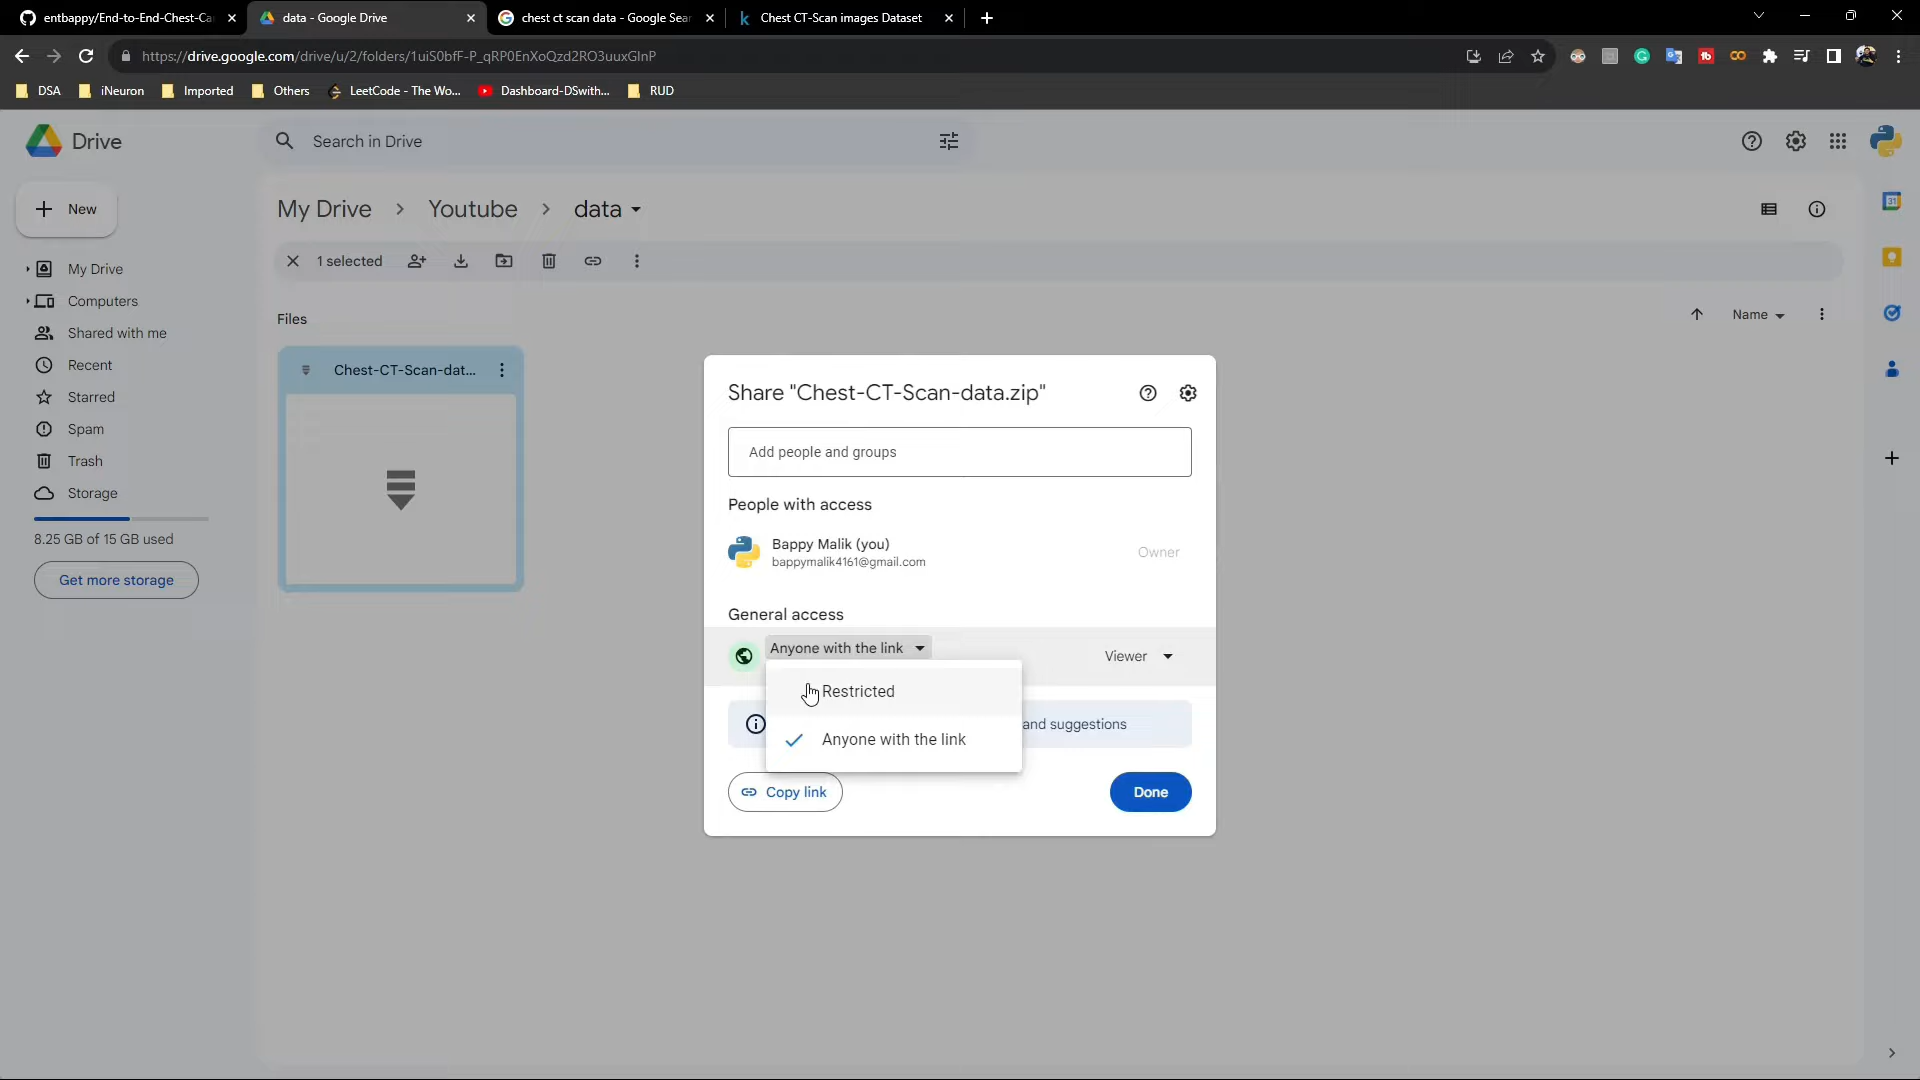 entbappy/End-to-End-Chest-Ca
data - Google Drive
chest ct scan data - Google Sear
Chest CT-Scan images Dataset
https://drive.google.com/drive/u/2/folders/1uiS0bfF-P_qRP0EnXoQzd2RO3uuxGlnP
DSA
iNeuron
Imported
Others
LeetCode - The Wo...
Dashboard-DSwith...
RUD
Drive
Search in Drive
New
My Drive > Youtube > data
1 selected
My Drive
Computers
Shared with me
Recent
Starred
Spam
Trash
Storage
8.25 GB of 15 GB used
Get more storage
Files
Name
Chest-CT-Scan-dat...
Share "Chest-CT-Scan-data.zip"
Add people and groups
People with access
Bappy Malik (you)
bappymalik4161@gmail.com
Owner
General access
Anyone with the link
Viewer
Restricted
Anyone with the link
and suggestions
Copy link
Done
31